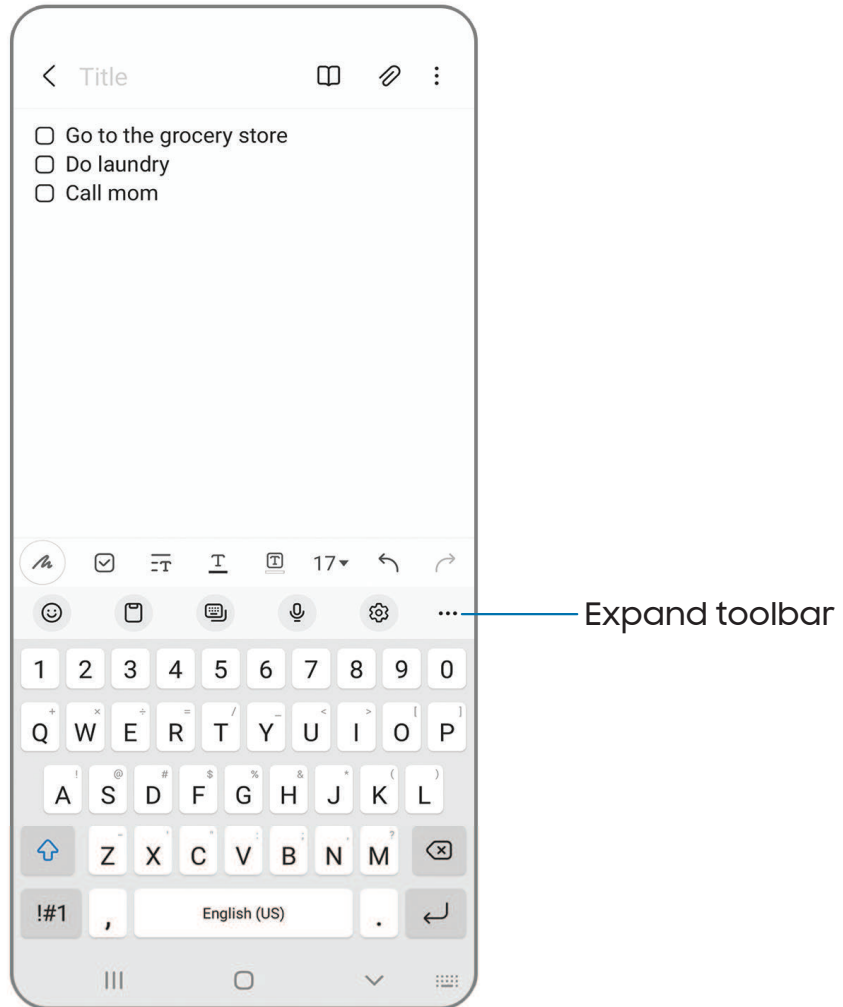 Title
Go to the grocery store
Do laundry
Call mom
T T T 17
Expand toolbar
1 2 3 4 5 6 7 8 9 0
+ × ÷ = / _ < > [ ]
Q W E R T Y U I O P
! @ # $ % & * ( )
A S D F G H J K L
- ' " : ; , ?
Z X C V B N M
!#1 , English (US) .